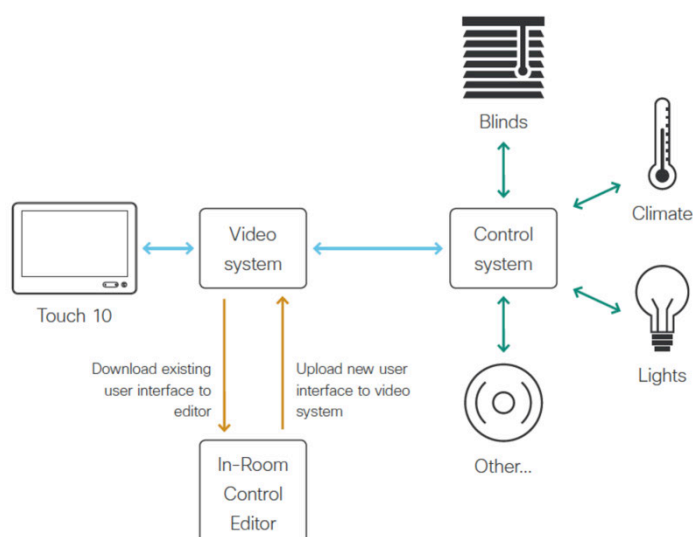 Blinds
Climate
Video
system
Control
system
Touch 10
Lights
Download existing
user interface to
editor
Upload new user
interface to video
system
In-Room
Control
Editor
Other...